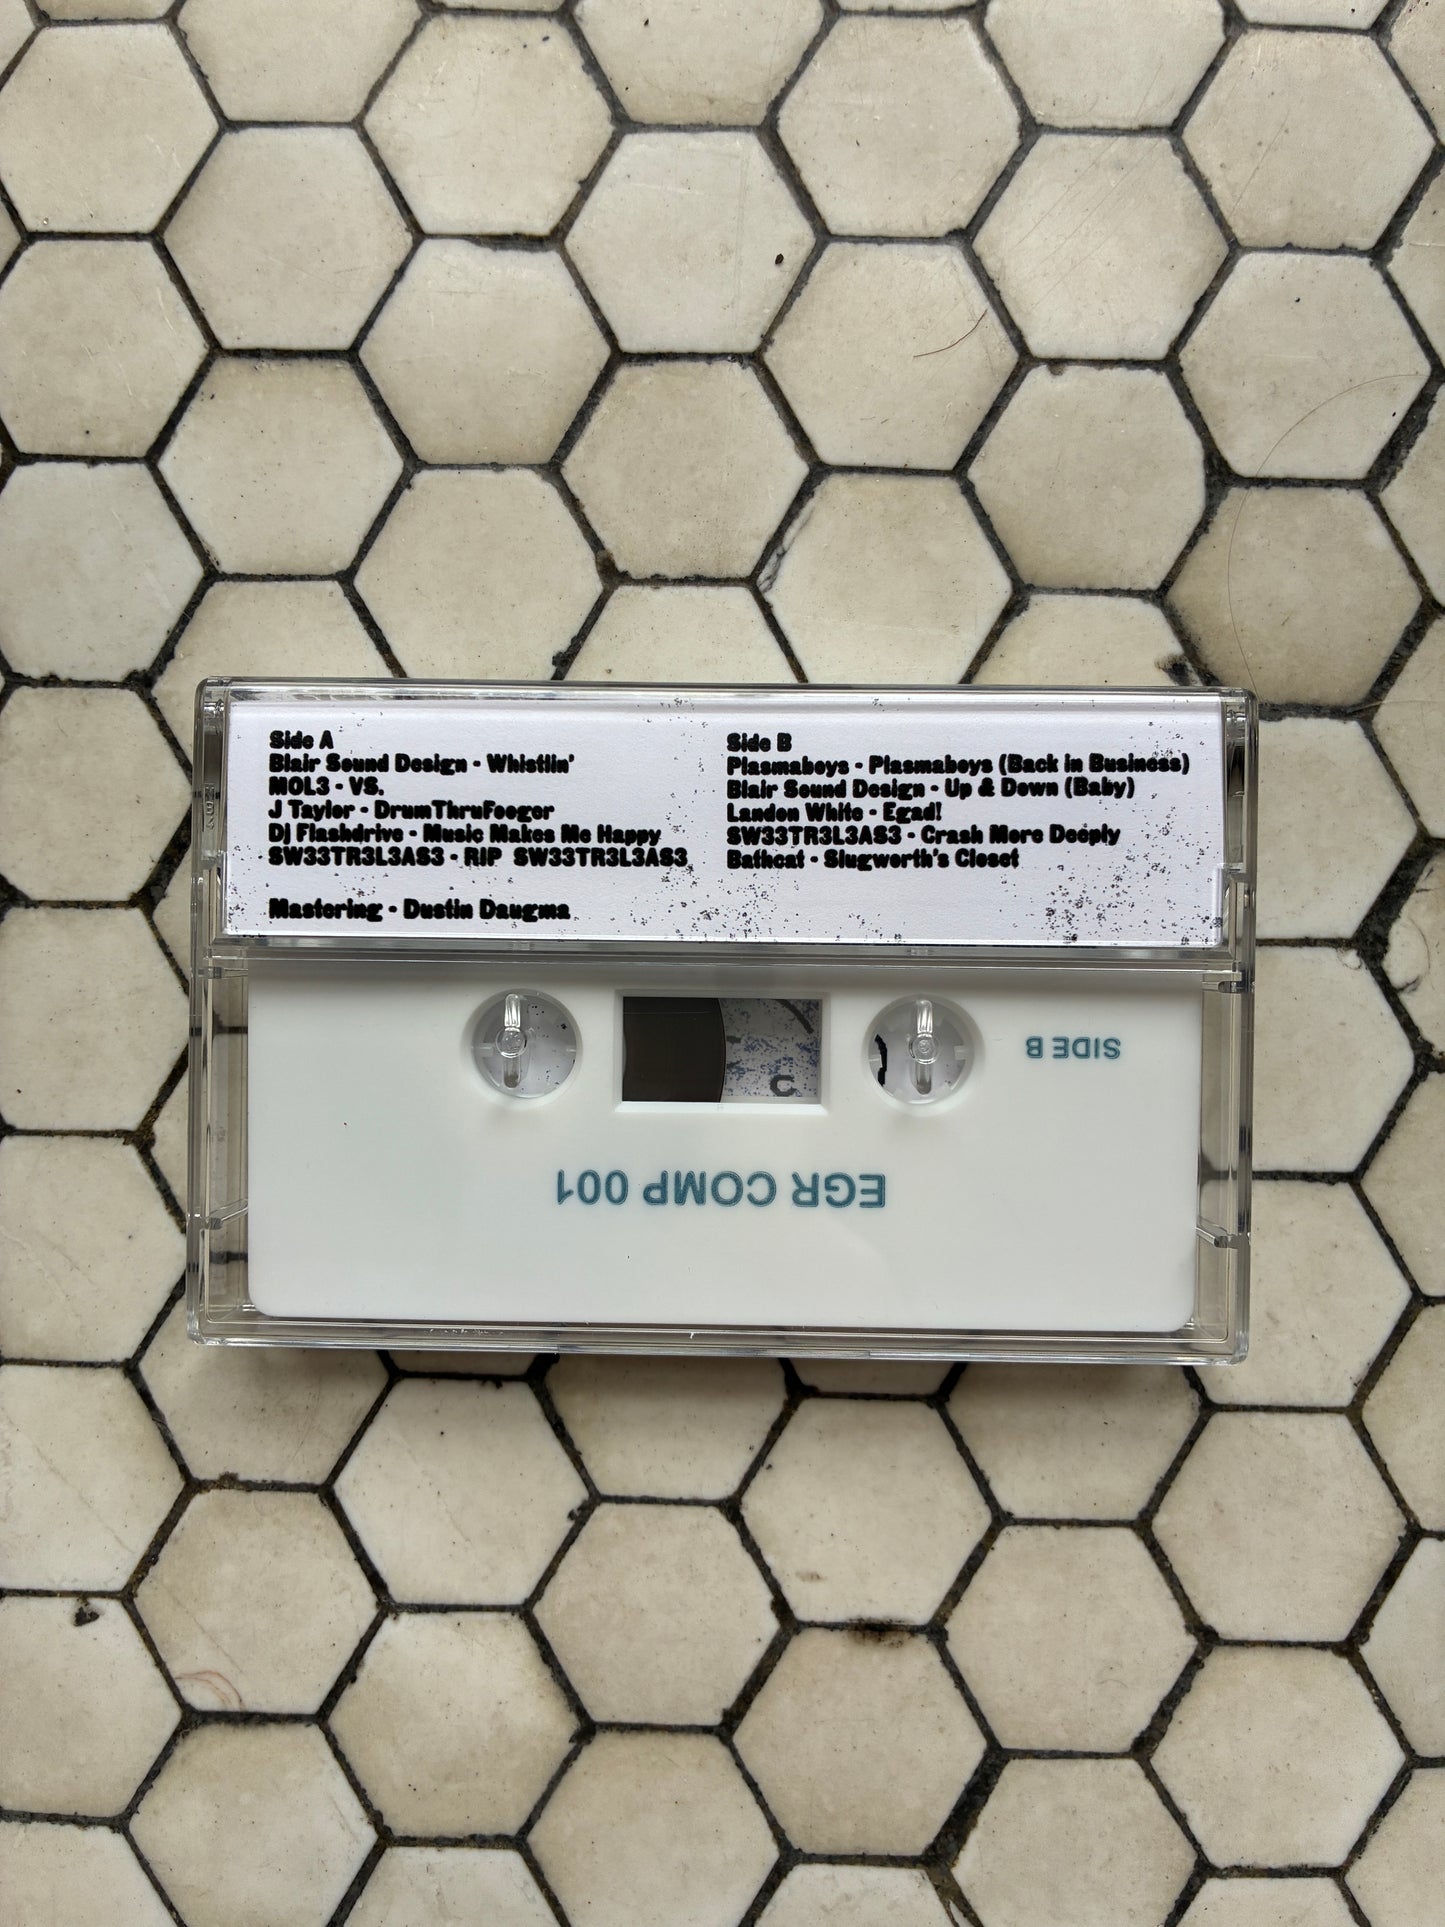 Side A
Blair Sound Design - Whistlin'
MOL3 - VS.
J Taylor - DrumThruFooger
Dj Flashdrive - Music Makes Me Happy
SW33TR3L3AS3 - RIP SW33TR3L3AS3
Mastering - Dustin Daugma
Side B
Plasmaboys - Plasmaboys (Back in Business)
Blair Sound Design - Up & Down (Baby)
Landon White - Egad!
SW33TR3L3AS3 - Crash More Deeply
Bathcat - Slugworth's Closet
SIDE B
EGR COMP 001